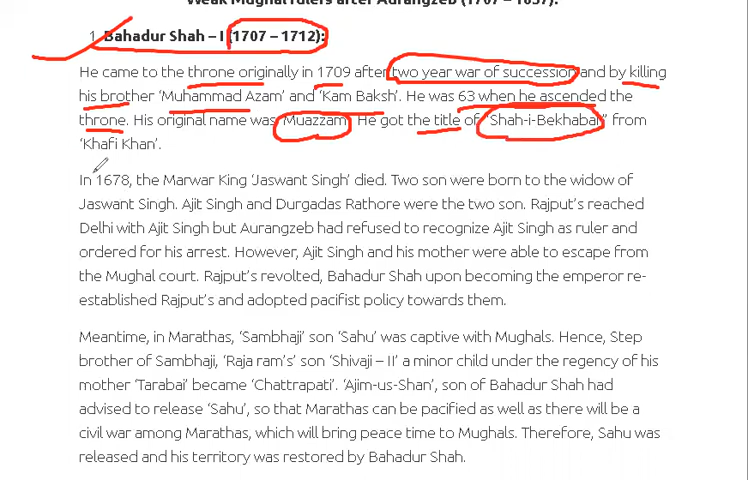 Weak Mughal rulers after Aurangzeb (1707 – 1857):
1. Bahadur Shah – I (1707 – 1712):
He came to the throne originally in 1709 after two year war of succession and by killing
his brother ‘Muhammad Azam’ and ‘Kam Baksh’. He was 63 when he ascended the
throne. His original name was ‘Muazzam’. He got the title of “Shah-i-Bekhabar” from
‘Khafi Khan’.
In 1678, the Marwar King ‘Jaswant Singh’ died. Two son were born to the widow of
Jaswant Singh. Ajit Singh and Durgadas Rathore were the two son. Rajput’s reached
Delhi with Ajit Singh but Aurangzeb had refused to recognize Ajit Singh as ruler and
ordered for his arrest. However, Ajit Singh and his mother were able to escape from
the Mughal court. Rajput’s revolted, Bahadur Shah upon becoming the emperor re-
established Rajput’s and adopted pacifist policy towards them.
Meantime, in Marathas, ‘Sambhaji’ son ‘Sahu’ was captive with Mughals. Hence, Step
brother of Sambhaji, ‘Raja ram’s’ son ‘Shivaji – II’ a minor child under the regency of his
mother ‘Tarabai’ became ‘Chattrapati’. ‘Ajim-us-Shan’, son of Bahadur Shah had
advised to release ‘Sahu’, so that Marathas can be pacified as well as there will be a
civil war among Marathas, which will bring peace time to Mughals. Therefore, Sahu was
released and his territory was restored by Bahadur Shah.